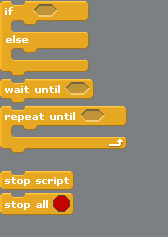 if
else
wait until
repeat until
stop script
stop all